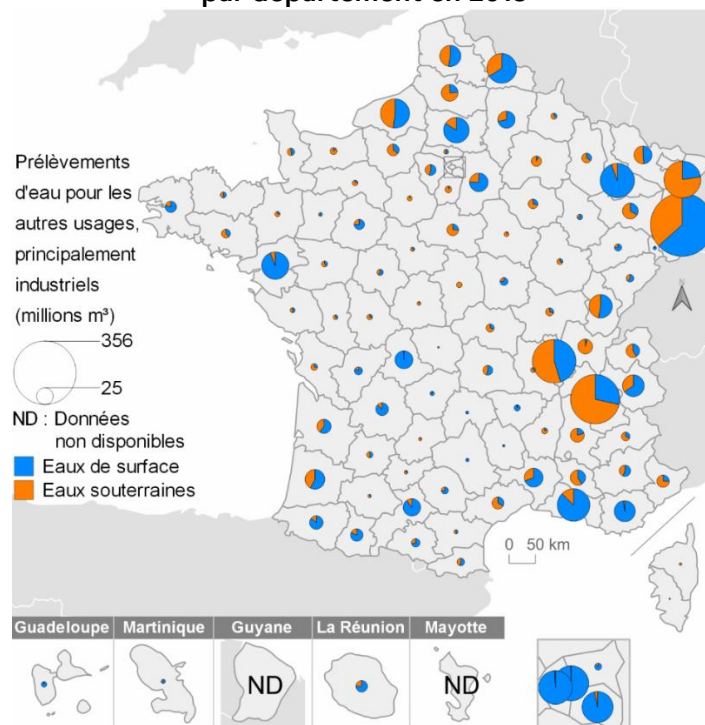 par département en 2013
Prélèvements
d'eau pour les
autres usages,
principalement
industriels
(millions m³)
356
25
ND : Données
non disponibles
Eaux de surface
Eaux souterraines
N
0 50 km
Guadeloupe
Martinique
Guyane
La Réunion
Mayotte
ND
ND